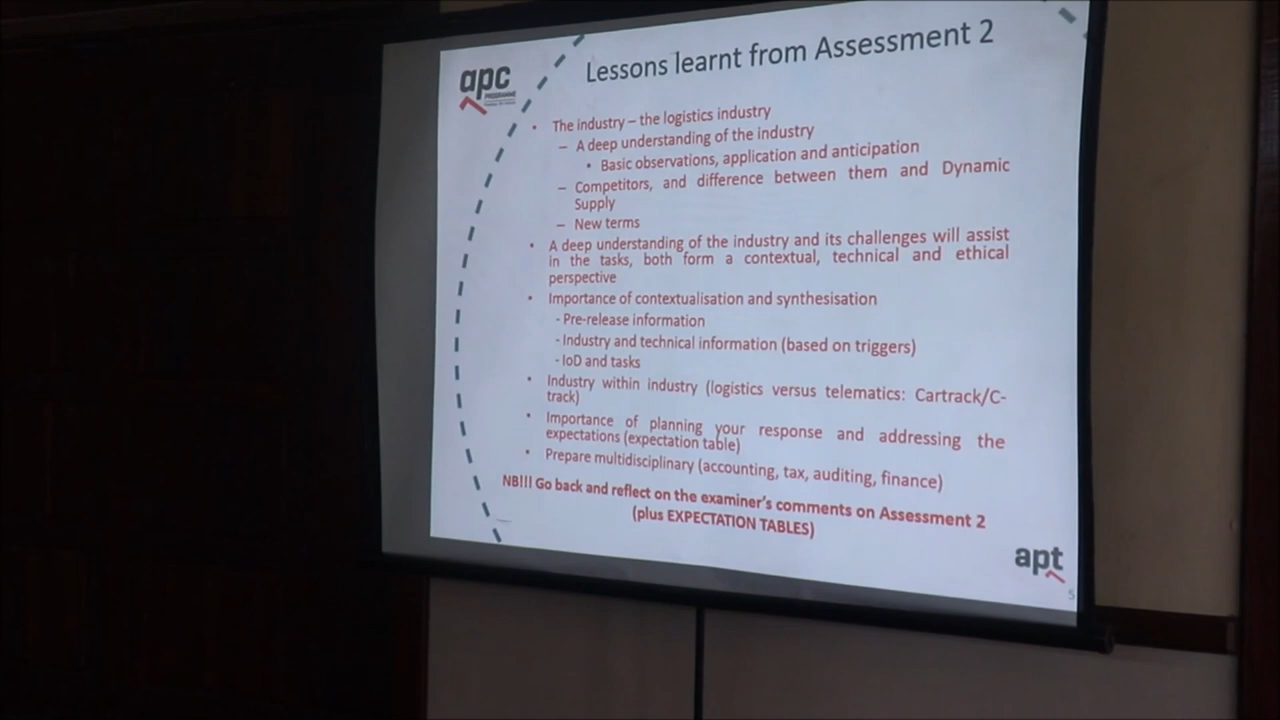 Lessons learnt from Assessment 2
apc
PROGRAMME
• The industry – the logistics industry
– A deep understanding of the industry
• Basic observations, application and anticipation
– Competitors, and difference between them and Dynamic
Supply
– New terms
• A deep understanding of the industry and its challenges will assist
in the tasks, both form a contextual, technical and ethical
perspective
• Importance of contextualisation and synthesisation
- Pre-release information
- Industry and technical information (based on triggers)
- IoD and tasks
• Industry within industry (logistics versus telematics: Cartrack/C-
track)
• Importance of planning your response and addressing the
expectations (expectation table)
• Prepare multidisciplinary (accounting, tax, auditing, finance)
NB!!! Go back and reflect on the examiner's comments on Assessment 2
(plus EXPECTATION TABLES)
apt
5